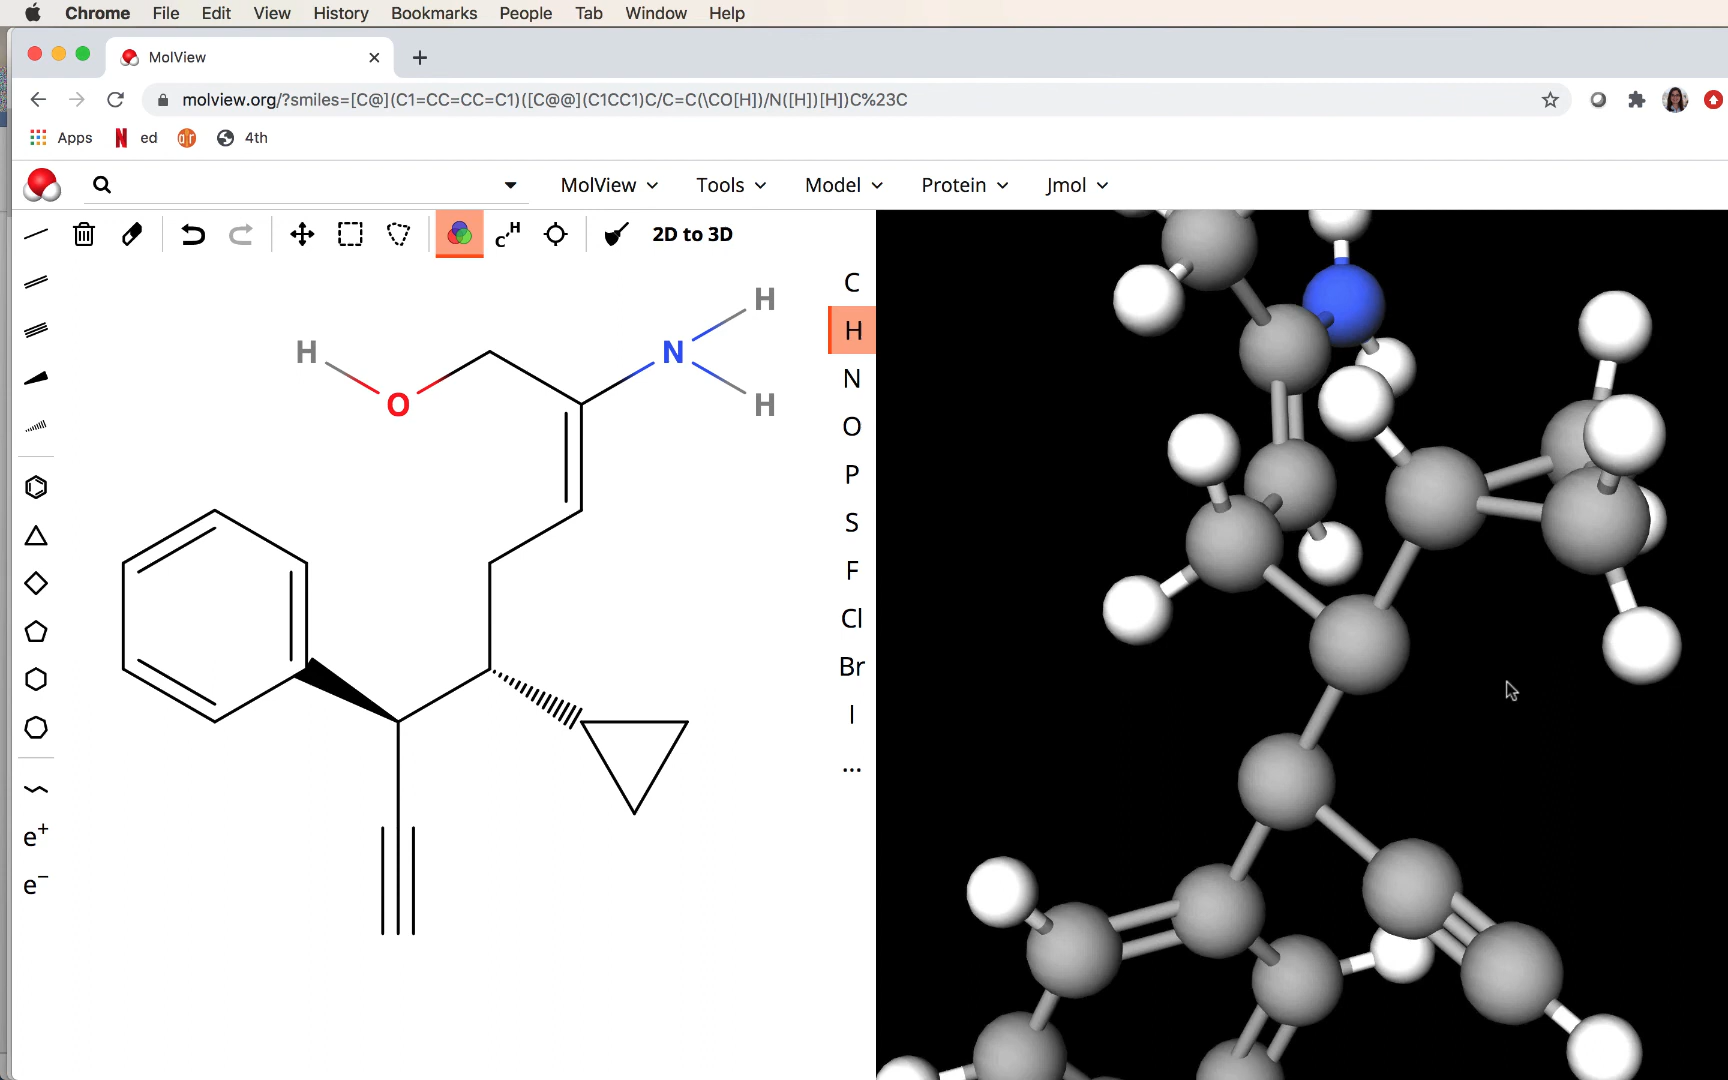 Chrome File Edit View History Bookmarks People Tab Window Help
MolView
molview.org/?smiles=[C@](C1=CC=CC=C1)([C@@](C1CC1)C/C=C(\CO[H])/N([H])[H])C%23C
Apps N ed 4th
MolView Tools Model Protein Jmol
C H 2D to 3D
C
H
N
O
P
S
F
Cl
Br
I
...
e+
e−
H
H
N
O
H